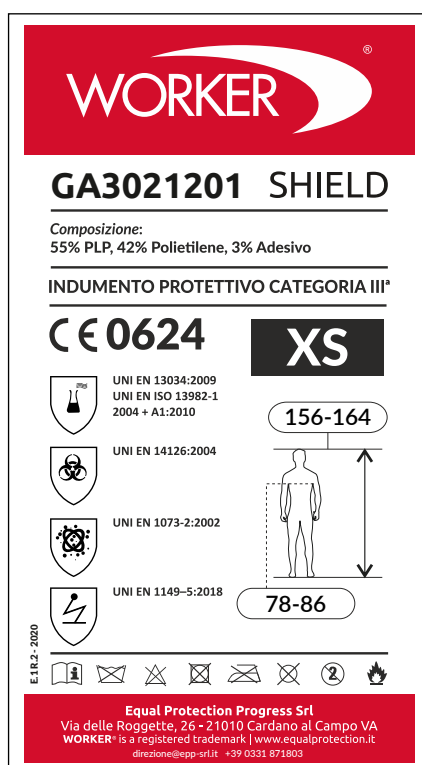 WORKER®
GA3021201 SHIELD
Composizione:
55% PLP, 42% Polietilene, 3% Adesivo
INDUMENTO PROTETTIVO CATEGORIA IIIª
CE 0624
XS
UNI EN 13034:2009
UNI EN ISO 13982-1
2004 + A1:2010
156-164
UNI EN 14126:2004
UNI EN 1073-2:2002
UNI EN 1149–5:2018
78-86
E.1 R.2 - 2020
i
2
Equal Protection Progress Srl
Via delle Roggette, 26 - 21010 Cardano al Campo VA
WORKER® is a registered trademark | www.equalprotection.it
direzione@epp-srl.it +39 0331 871803